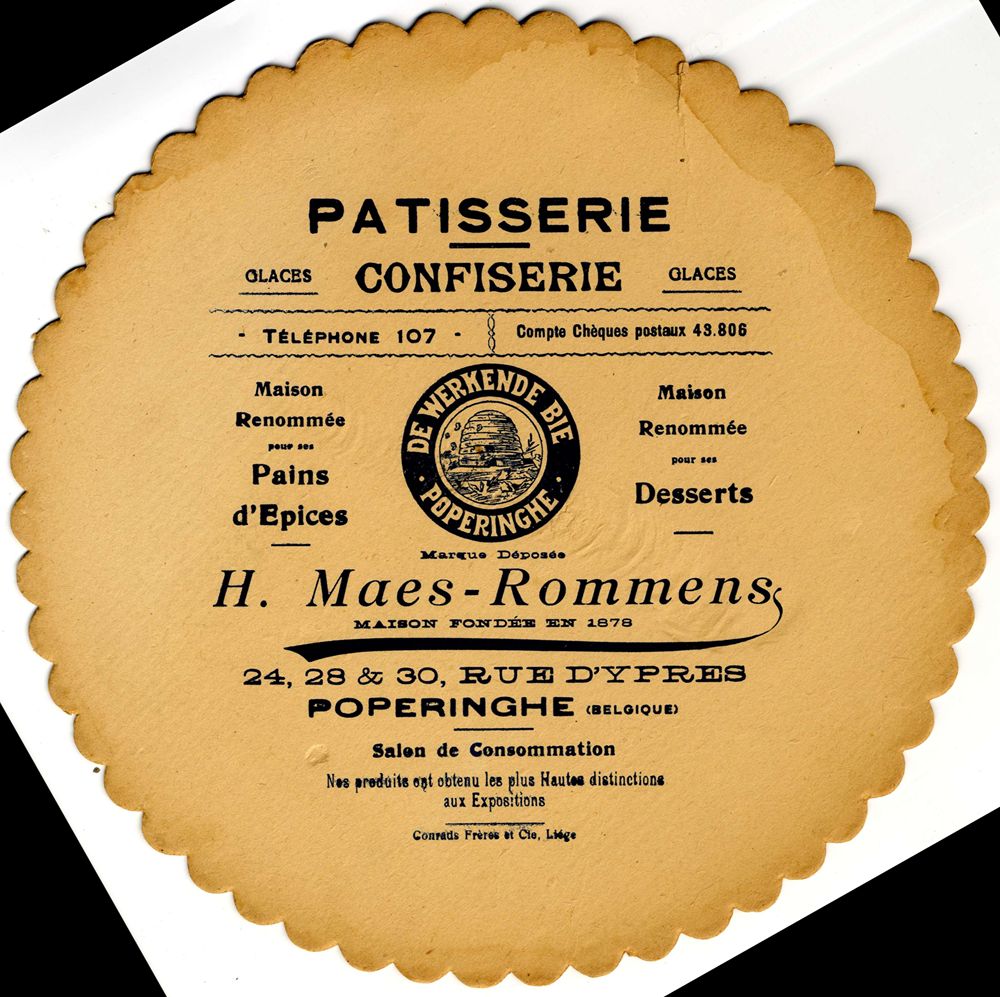 PATISSERIE
GLACES CONFISERIE GLACES
- TÉLÉPHONE 107 - Compte Chèques postaux 43.806
Maison
Renommée
pour ses
Pains
d'Epices
DE WERKENDE BIE
· POPERINGHE ·
Maison
Renommée
pour ses
Desserts
Marque Déposée
H. Maes-Rommens
MAISON FONDÉE EN 1878
24, 28 & 30, RUE D'YPRES
POPERINGHE (BELGIQUE)
Salon de Consommation
Nos produits ont obtenu les plus Hautes distinctions
aux Expositions
Conrads Frères et Cie, Liége